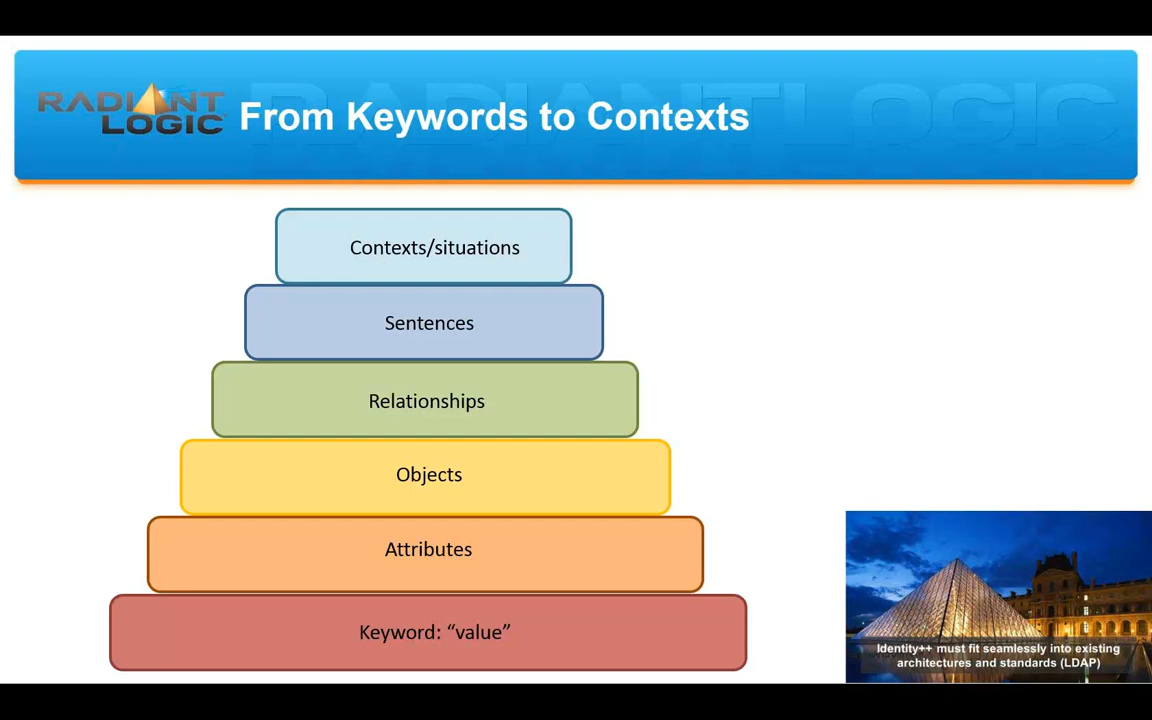 RADIANT
LOGIC
From Keywords to Contexts
RADIANTLOGIC
Contexts/situations
Sentences
Relationships
Objects
Attributes
Keyword: “value”
Identity++ must fit seamlessly into existing
architectures and standards (LDAP)